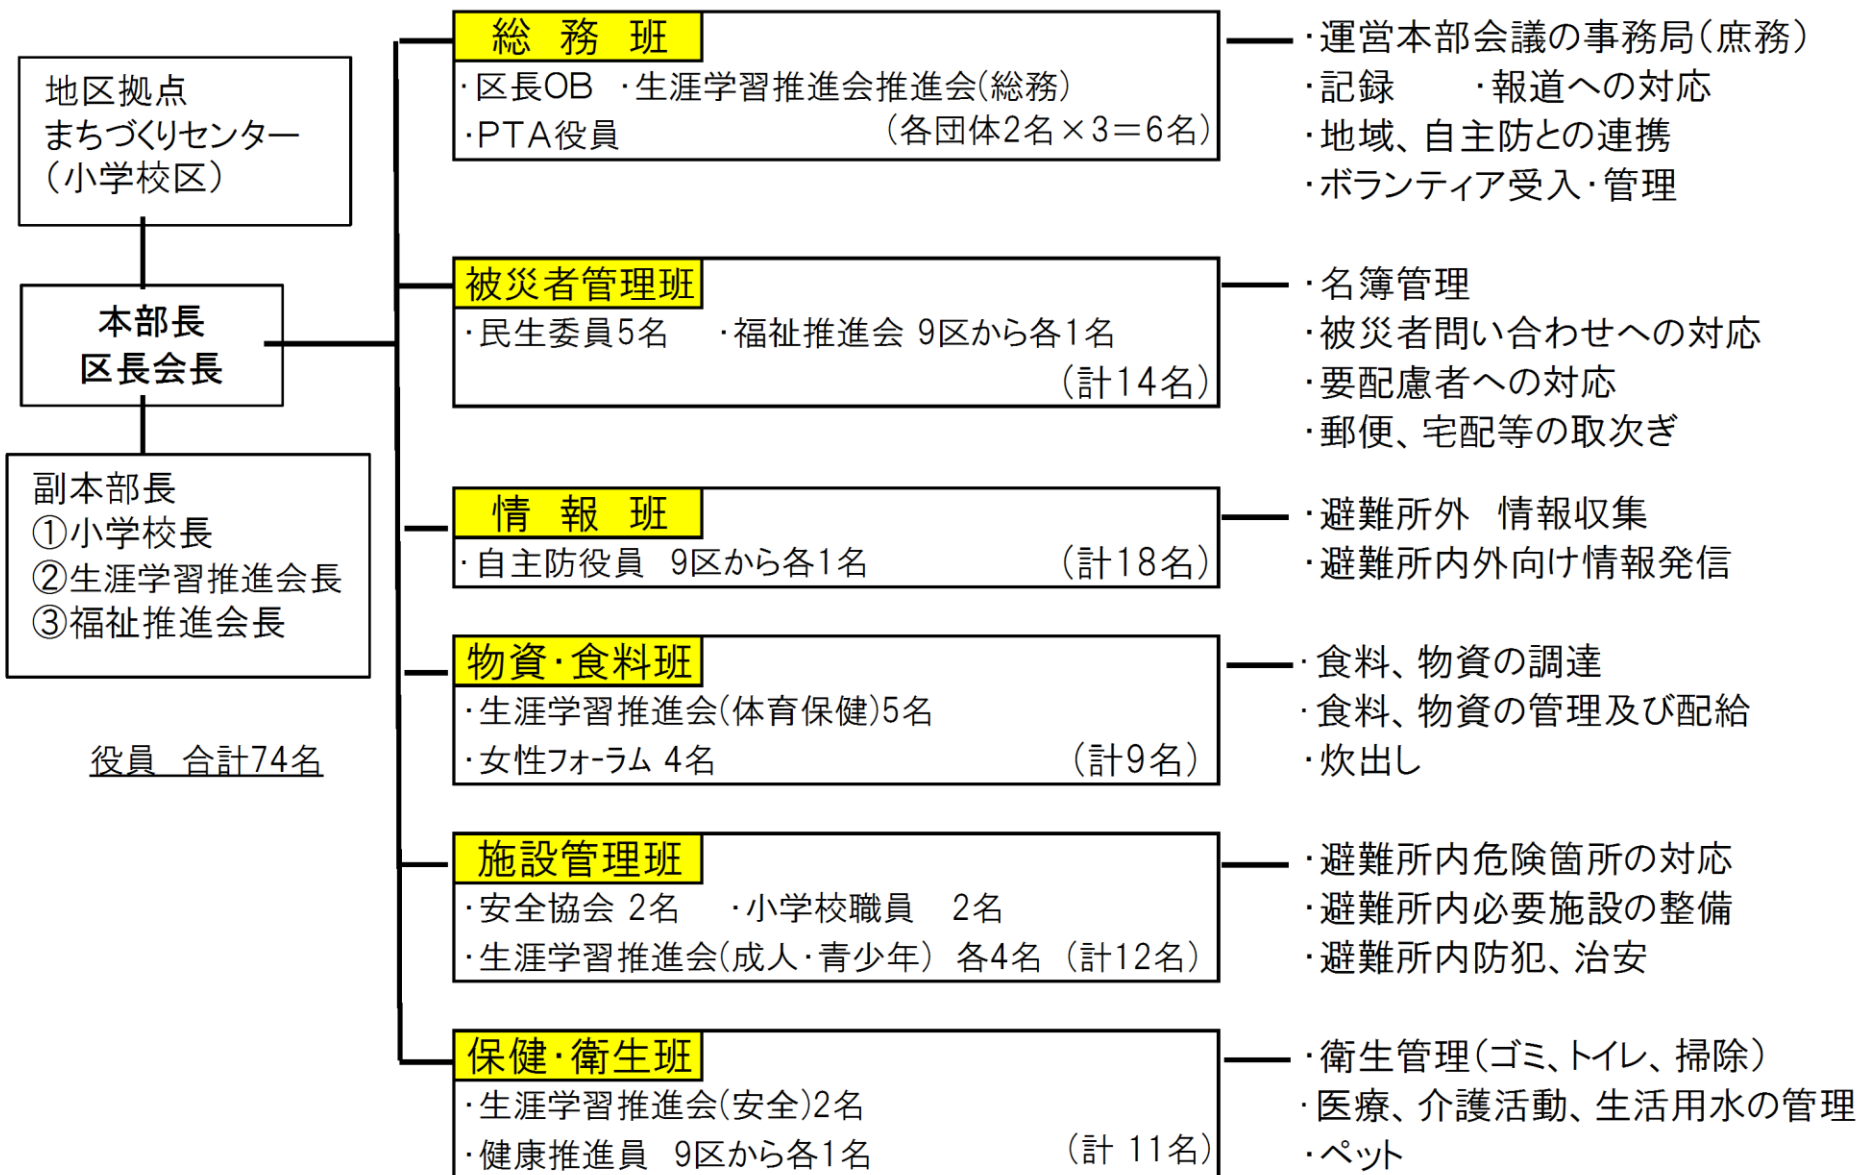 地区拠点
まちづくりセンター
（小学校区）
本部長
区長会長
副本部長
①小学校長
②生涯学習推進会長
③福祉推進会長
役員　合計74名
総　務　班
・区長OB　・生涯学習推進会推進会(総務)
・PTA役員　（各団体2名×3＝6名）
・運営本部会議の事務局（庶務）
・記録　　・報道への対応
・地域、自主防との連携
・ボランティア受入・管理
被災者管理班
・民生委員5名　・福祉推進会 9区から各1名
（計14名）
・名簿管理
・被災者問い合わせへの対応
・要配慮者への対応
・郵便、宅配等の取次ぎ
情　報　班
・自主防役員　9区から各1名　（計18名）
・避難所外　情報収集
・避難所内外向け情報発信
物資・食料班
・生涯学習推進会(体育保健)5名
・女性フォーラム 4名　（計9名）
・食料、物資の調達
・食料、物資の管理及び配給
・炊出し
施設管理班
・安全協会 2名　・小学校職員　2名
・生涯学習推進会(成人・青少年)　各4名（計12名）
・避難所内危険箇所の対応
・避難所内必要施設の整備
・避難所内防犯、治安
保健・衛生班
・生涯学習推進会(安全)2名
・健康推進員　9区から各1名　（計 11名）
・衛生管理（ゴミ、トイレ、掃除）
・医療、介護活動、生活用水の管理
・ペット